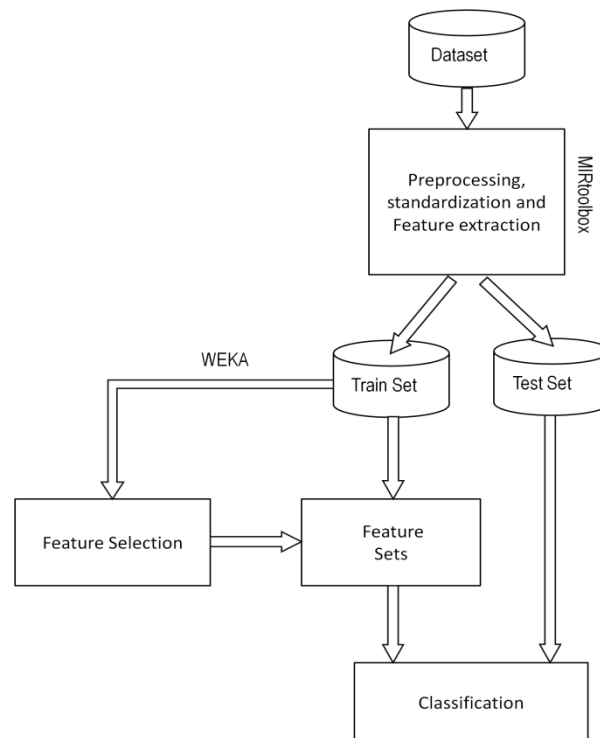 Dataset
Preprocessing,
standardization and
Feature extraction
MIRtoolbox
WEKA
Train Set
Test Set
Feature Selection
Feature
Sets
Classification